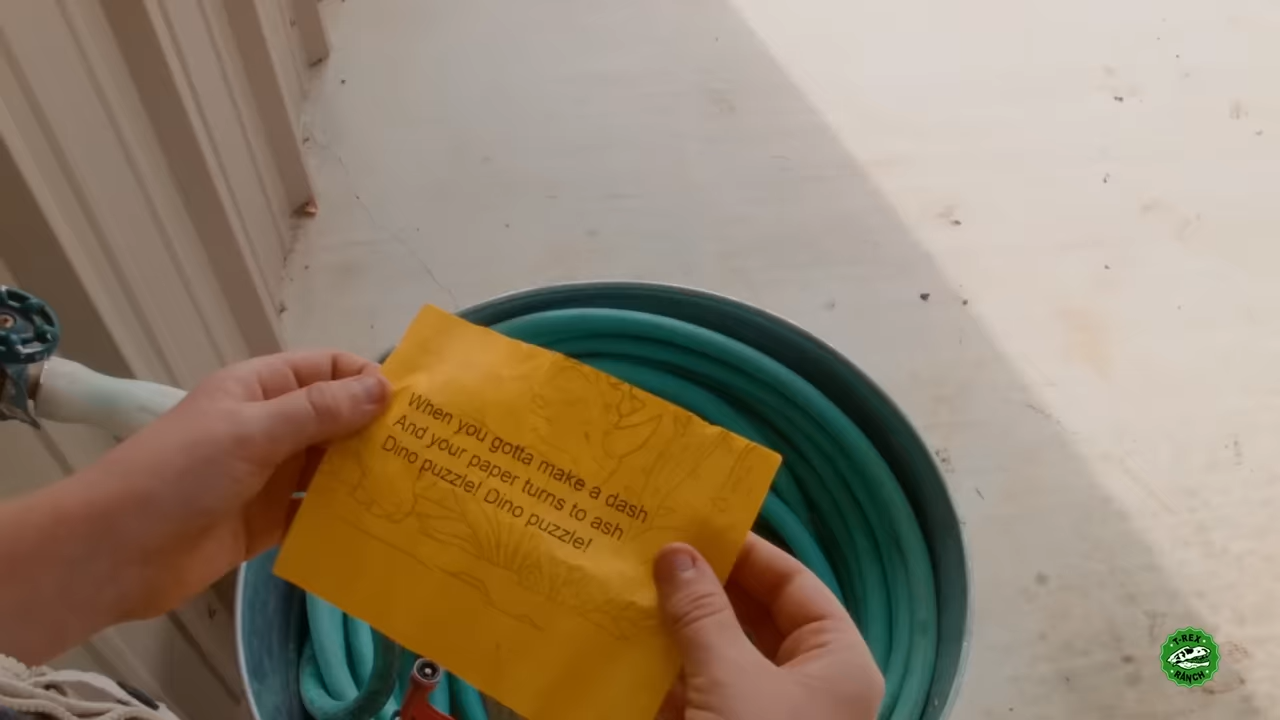 When you gotta make a dash
And your paper turns to ash
Dino puzzle! Dino puzzle!
T-REX
RANCH